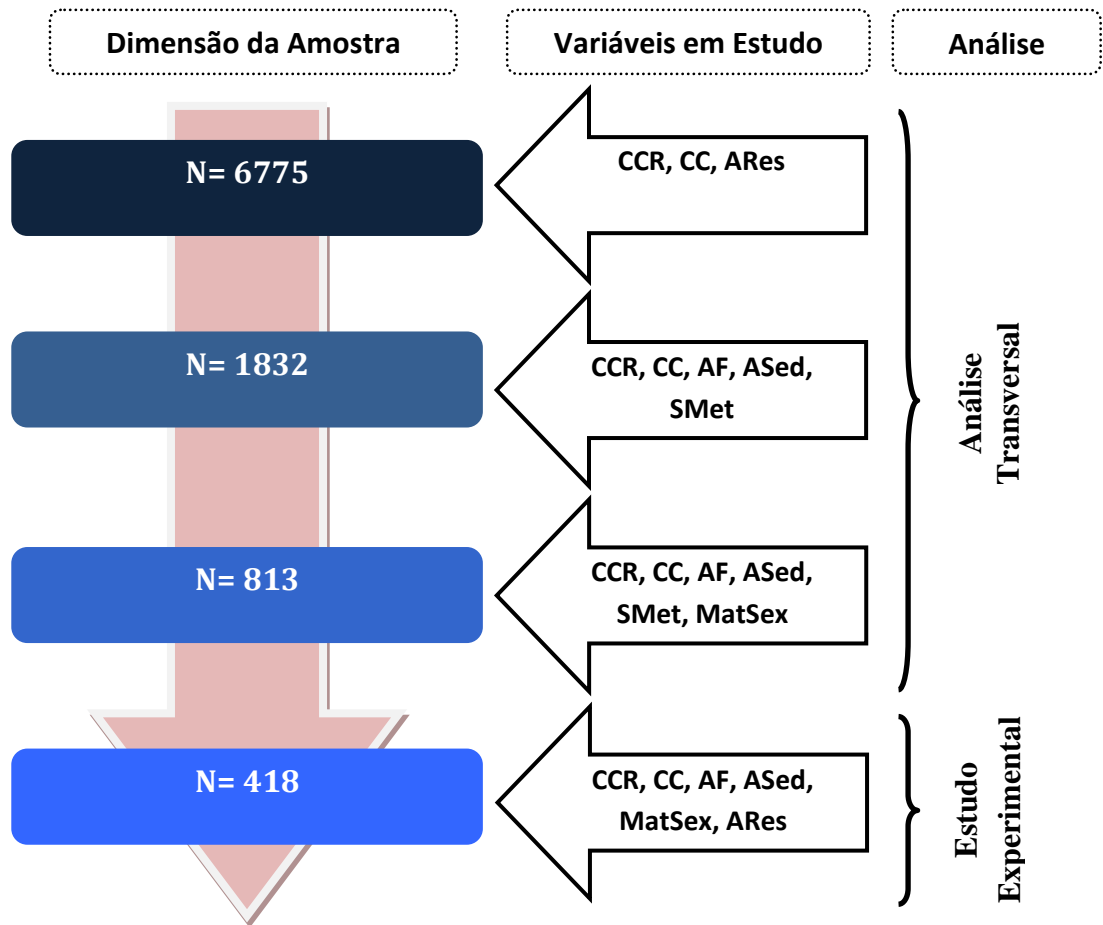 Dimensão da Amostra
Variáveis em Estudo
Análise
N= 6775
CCR, CC, ARes
N= 1832
CCR, CC, AF, ASed,
SMet
N= 813
CCR, CC, AF, ASed,
SMet, MatSex
Análise
Transversal
N= 418
CCR, CC, AF, ASed,
MatSex, ARes
Estudo
Experimental